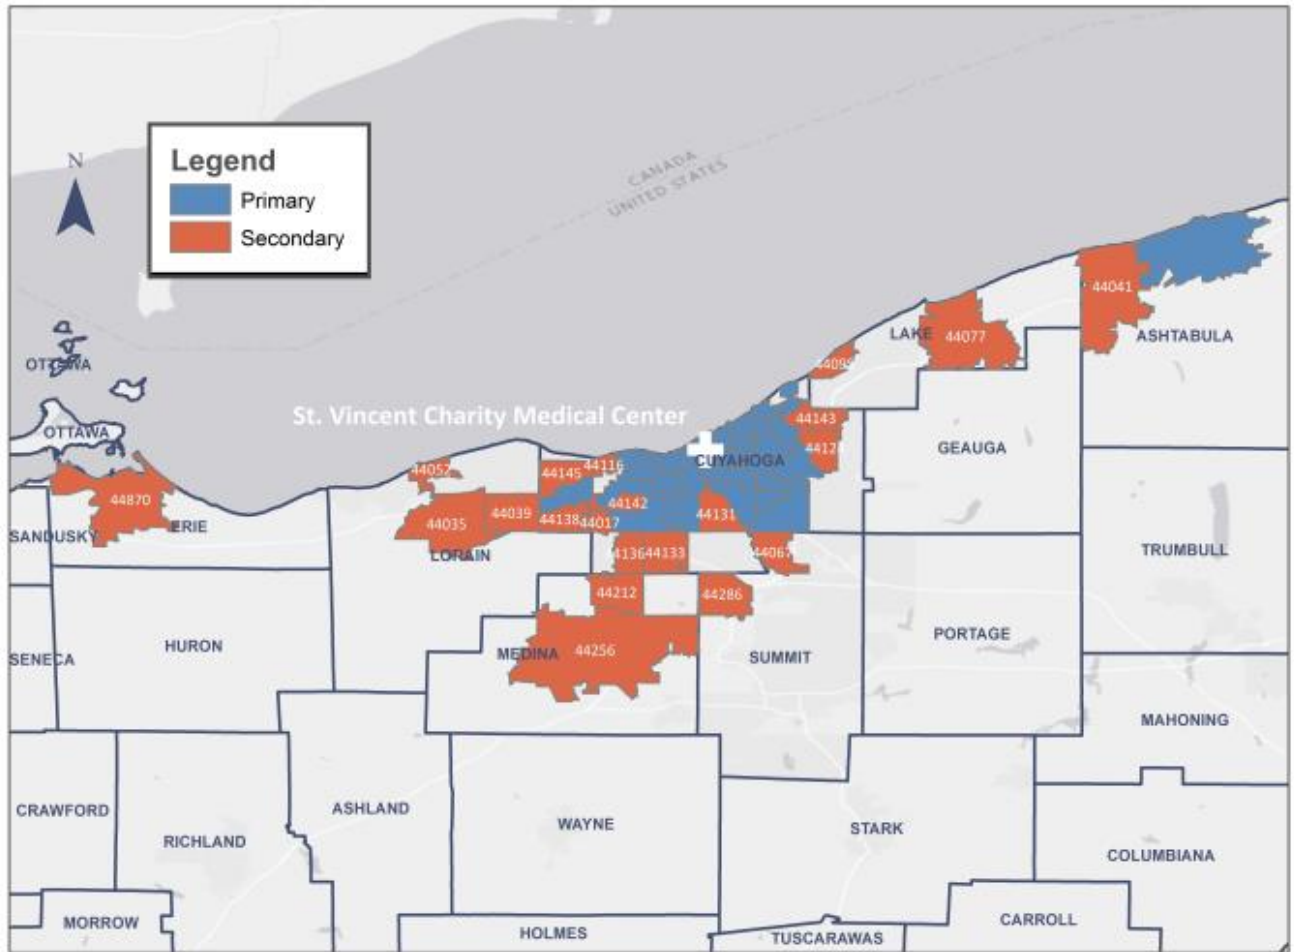 N
Legend
Primary
Secondary
CANADA
UNITED STATES
44041
ASHTABULA
LAKE
44077
OTTAWA
St. Vincent Charity Medical Center
44143
OTTAWA
GEAUGA
CUYAHOGA
44145
44116
44052
44870
44142
44131
44039
44138
44017
44035
ERIE
SANDUSKY
LORAIN
44133
44067
TRUMBULL
44212
44286
HURON
MEDINA
44256
SUMMIT
PORTAGE
SENECA
MAHONING
CRAWFORD
ASHLAND
WAYNE
STARK
RICHLAND
COLUMBIANA
MORROW
HOLMES
TUSCARAWAS
CARROLL